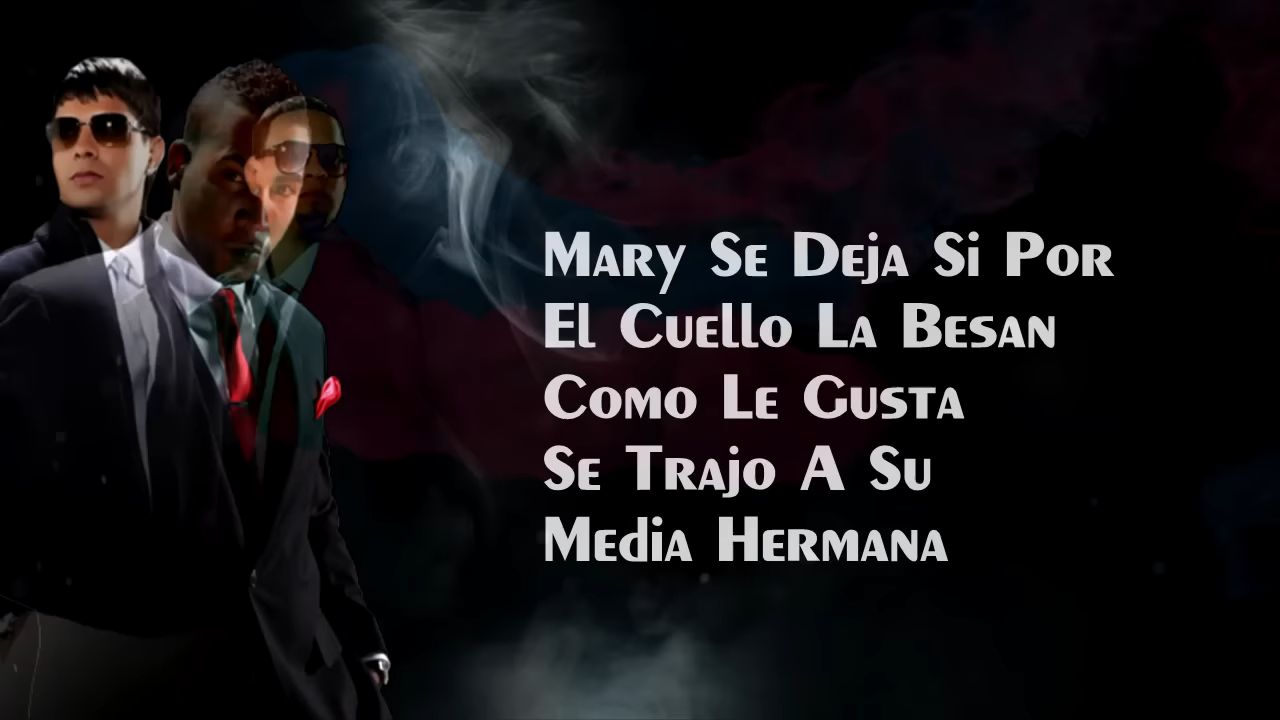 Mary Se Deja Si Por
El Cuello La Besan
Como Le Gusta
Se Trajo A Su
Media Hermana